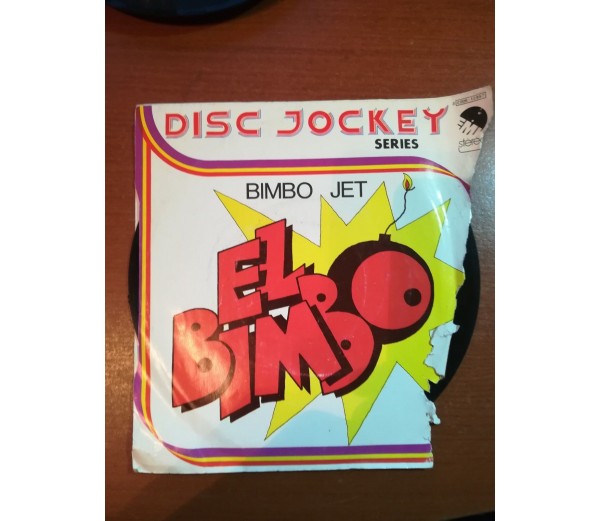 DISC JOCKEY
SERIES
BIMBO JET
EL
BIMBO